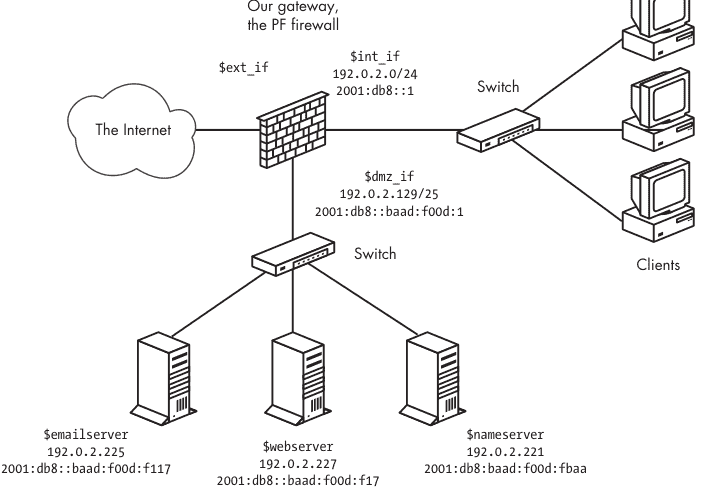 Our gateway,
the PF firewall
$ext_if
$int_if
192.0.2.0/24
2001:db8::1
Switch
The Internet
$dmz_if
192.0.2.129/25
2001:db8::baad:f00d:1
Switch
Clients
$emailserver
192.0.2.225
2001:db8::baad:f00d:f117
$webserver
192.0.2.227
2001:db8::baad:f00d:f17
$nameserver
192.0.2.221
2001:db8:baad:f00d:fbaa